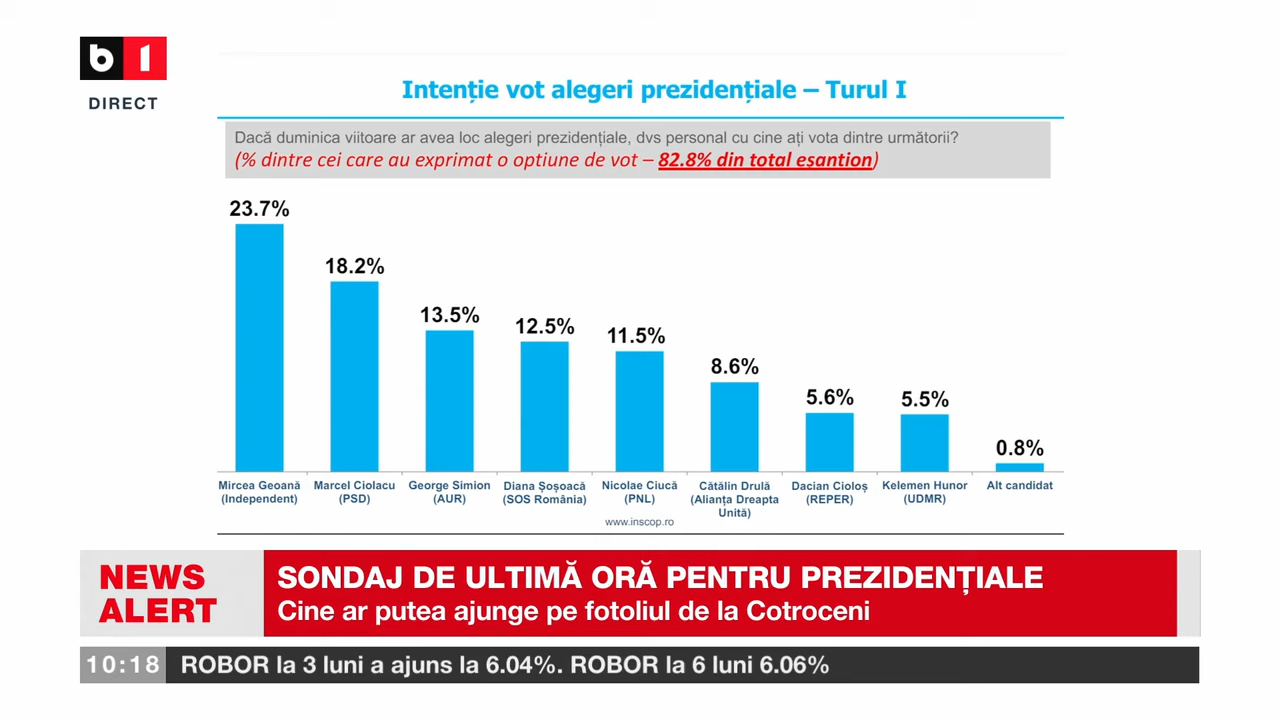 b1
DIRECT
Intenție vot alegeri prezidențiale – Turul I
Dacă duminica viitoare ar avea loc alegeri prezidențiale, dvs personal cu cine ați vota dintre următorii?
(% dintre cei care au exprimat o optiune de vot – 82.8% din total esantion)
23.7%
18.2%
13.5%
12.5%
11.5%
8.6%
5.6%
5.5%
0.8%
Mircea Geoană
(Independent)
Marcel Ciolacu
(PSD)
George Simion
(AUR)
Diana Șoșoacă
(SOS România)
Nicolae Ciucă
(PNL)
Cătălin Drulă
(Alianța Dreapta
Unită)
Dacian Cioloș
(REPER)
Kelemen Hunor
(UDMR)
Alt candidat
www.inscop.ro
NEWS
ALERT
SONDAJ DE ULTIMĂ ORĂ PENTRU PREZIDENȚIALE
Cine ar putea ajunge pe fotoliul de la Cotroceni
10:18 ROBOR la 3 luni a ajuns la 6.04%. ROBOR la 6 luni 6.06%